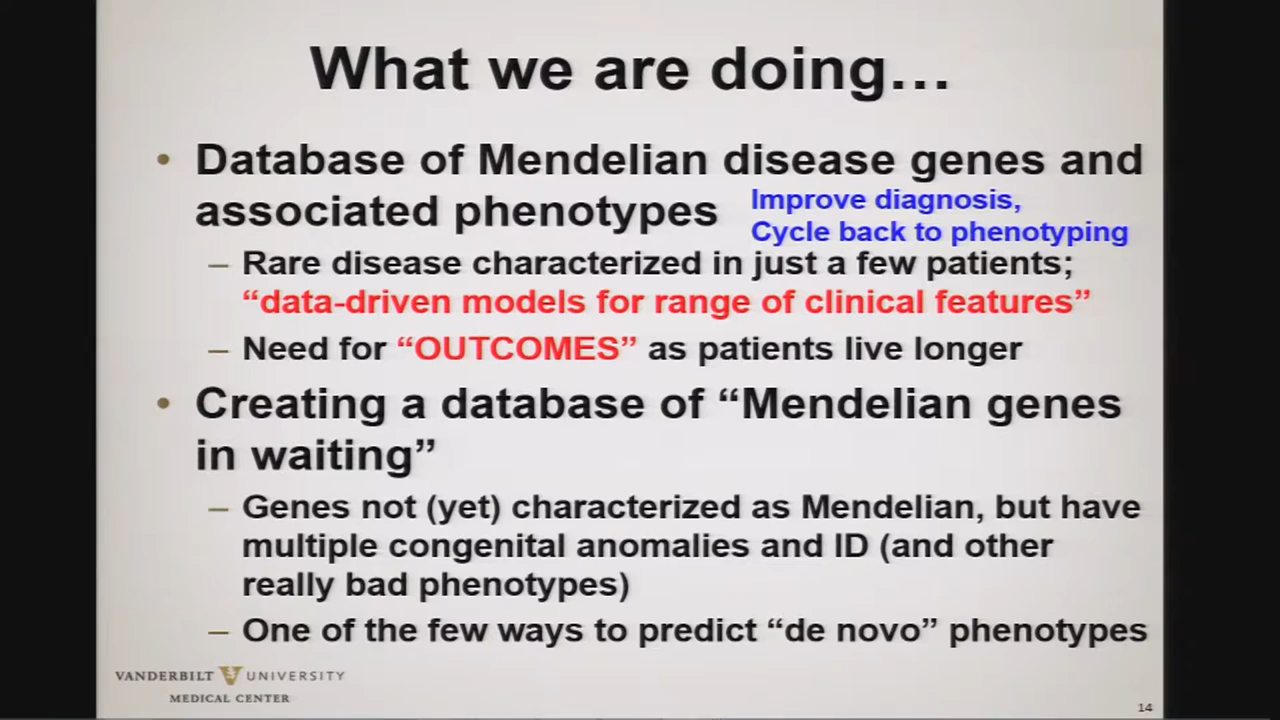 What we are doing…
• Database of Mendelian disease genes and
associated phenotypes
Improve diagnosis,
Cycle back to phenotyping
– Rare disease characterized in just a few patients;
“data-driven models for range of clinical features”
– Need for “OUTCOMES” as patients live longer
• Creating a database of “Mendelian genes
in waiting”
– Genes not (yet) characterized as Mendelian, but have
multiple congenital anomalies and ID (and other
really bad phenotypes)
– One of the few ways to predict “de novo” phenotypes
VANDERBILT UNIVERSITY
MEDICAL CENTER
14